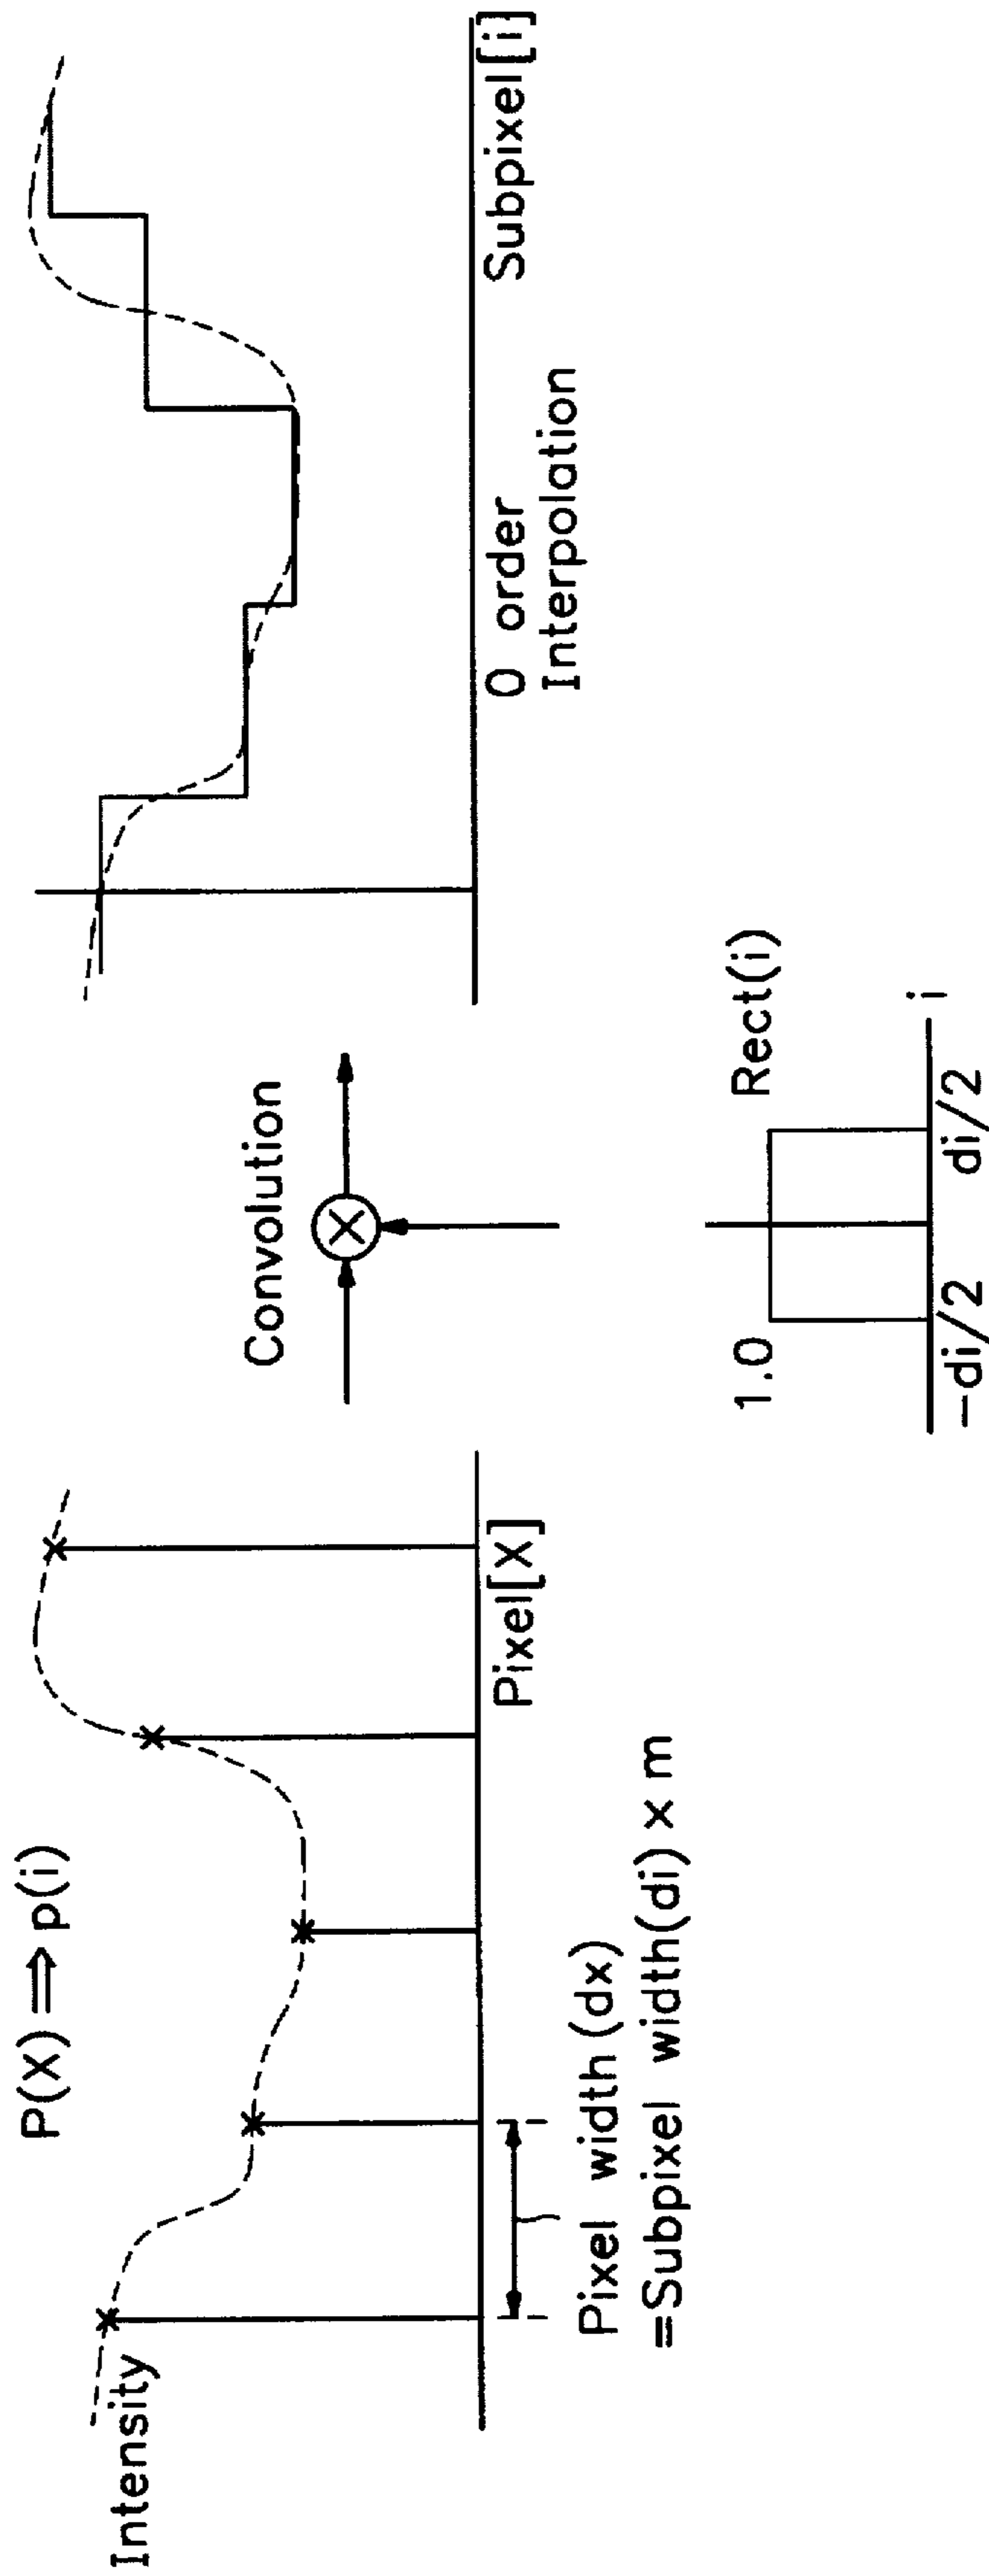 P(X) ⇒ p(i)
Intensity
Pixel[X]
Pixel width (dx)
=Subpixel width(di) × m
Convolution
1.0
Rect(i)
i
-di/2
di/2
Subpixel[i]
0 order
Interpolation